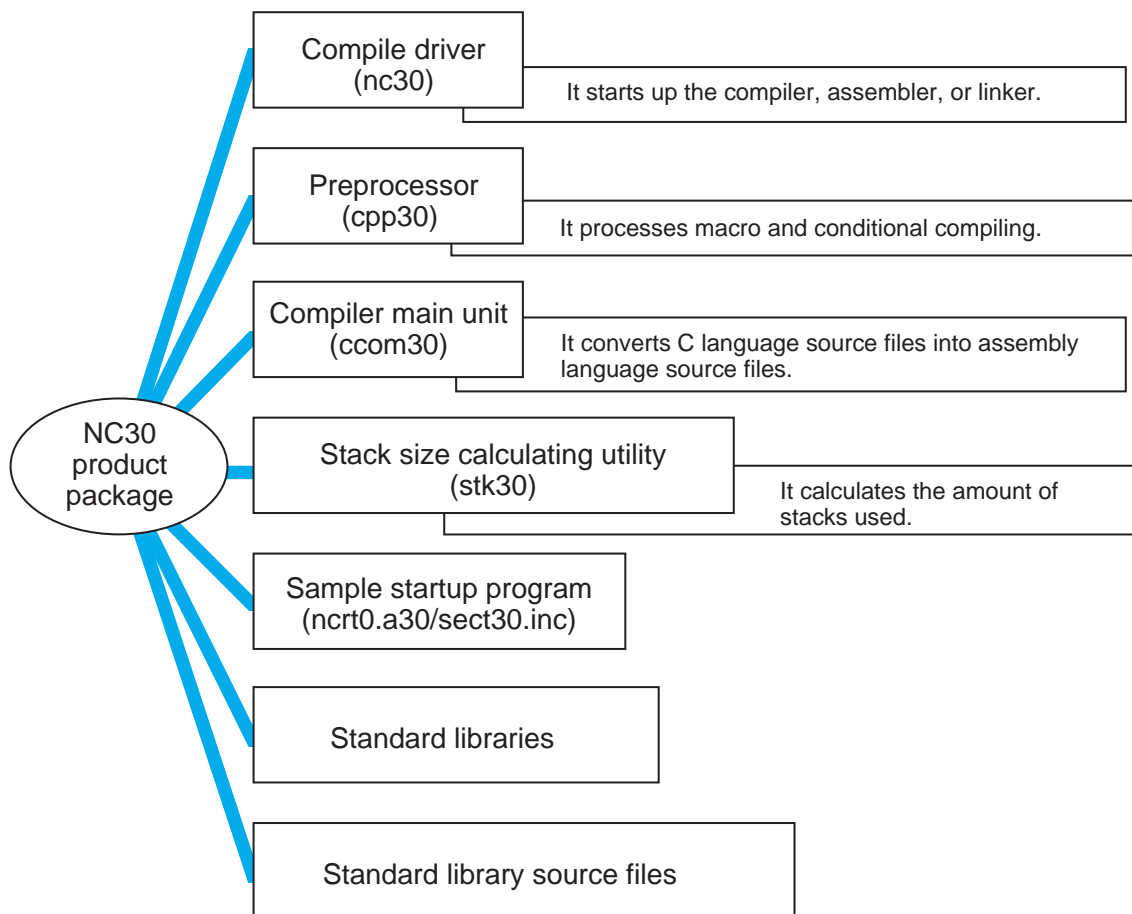 Compile driver
(nc30)
It starts up the compiler, assembler, or linker.
Preprocessor
(cpp30)
It processes macro and conditional compiling.
Compiler main unit
(ccom30)
It converts C language source files into assembly
language source files.
NC30
product
package
Stack size calculating utility
(stk30)
It calculates the amount of
stacks used.
Sample startup program
(ncrt0.a30/sect30.inc)
Standard libraries
Standard library source files